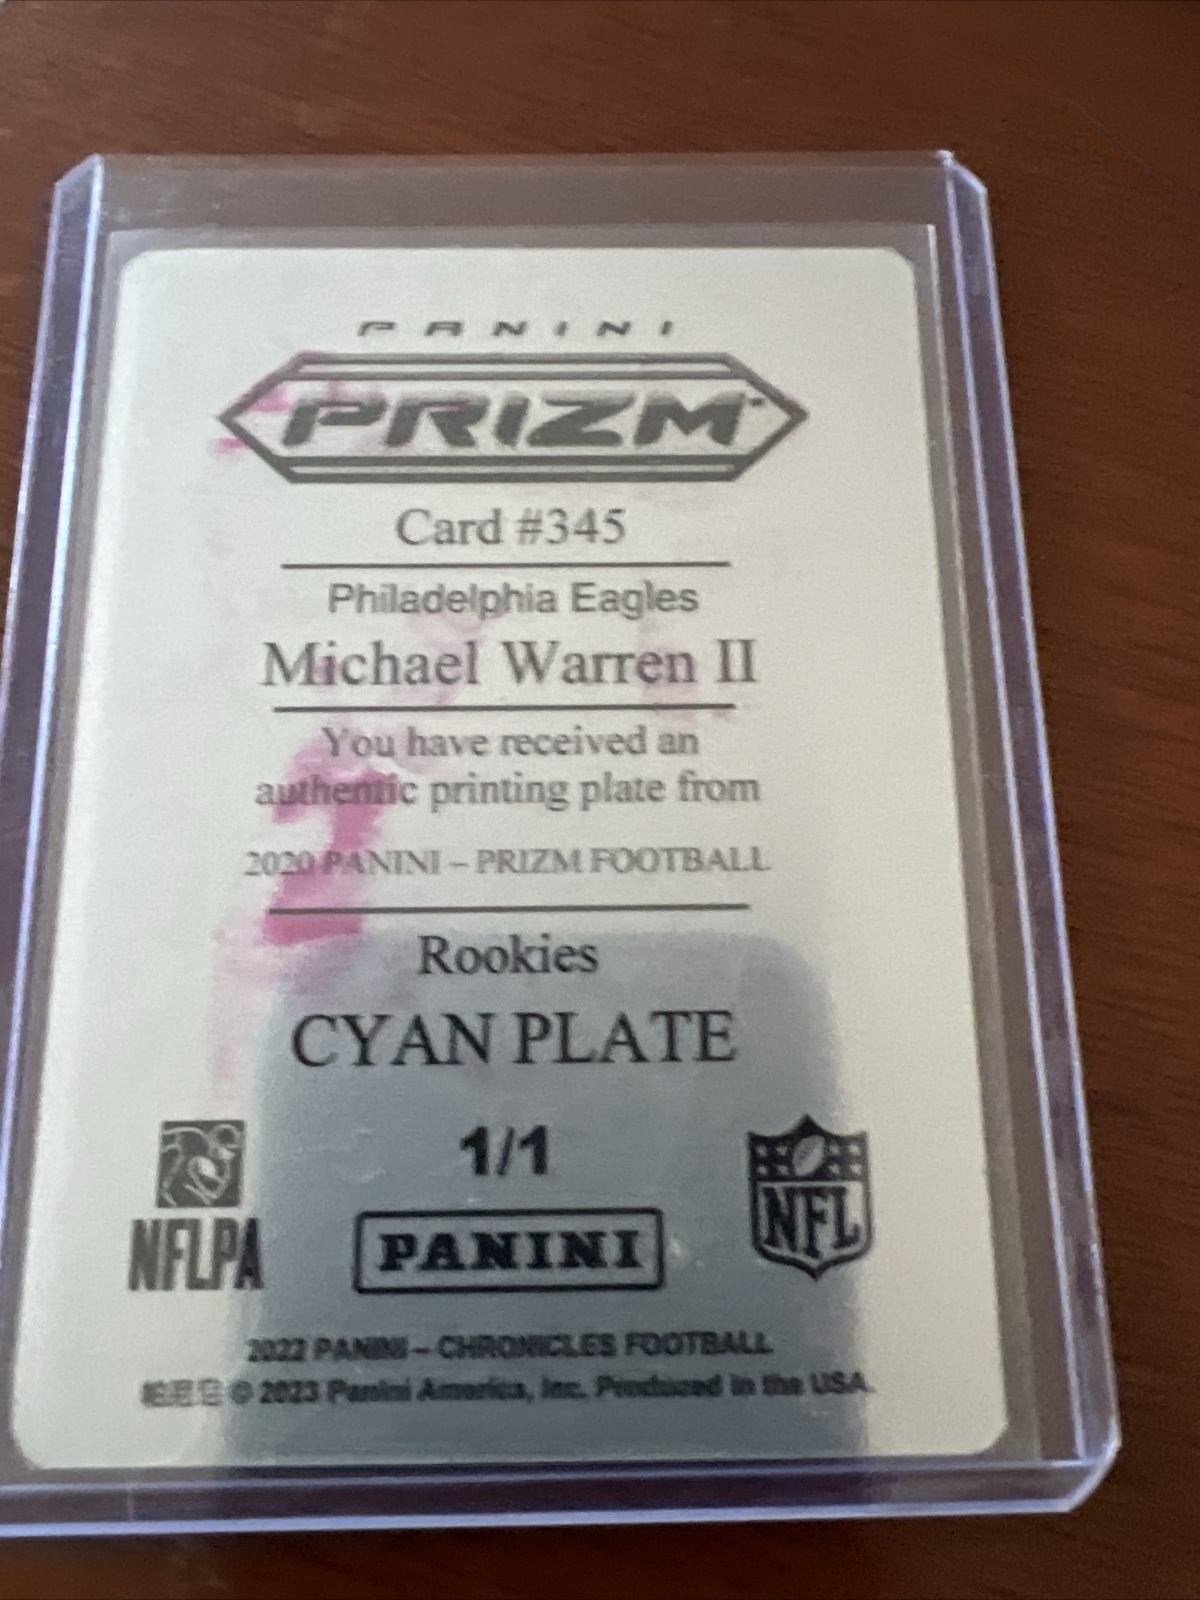 PANINI
PRIZM
Card #345
Philadelphia Eagles
Michael Warren II
You have received an
authentic printing plate from
2020 PANINI – PRIZM FOOTBALL
Rookies
CYAN PLATE
1/1
NFLPA
PANINI
NFL
2022 PANINI – CHRONICLES FOOTBALL
© 2023 Panini America, Inc. Produced in the USA.